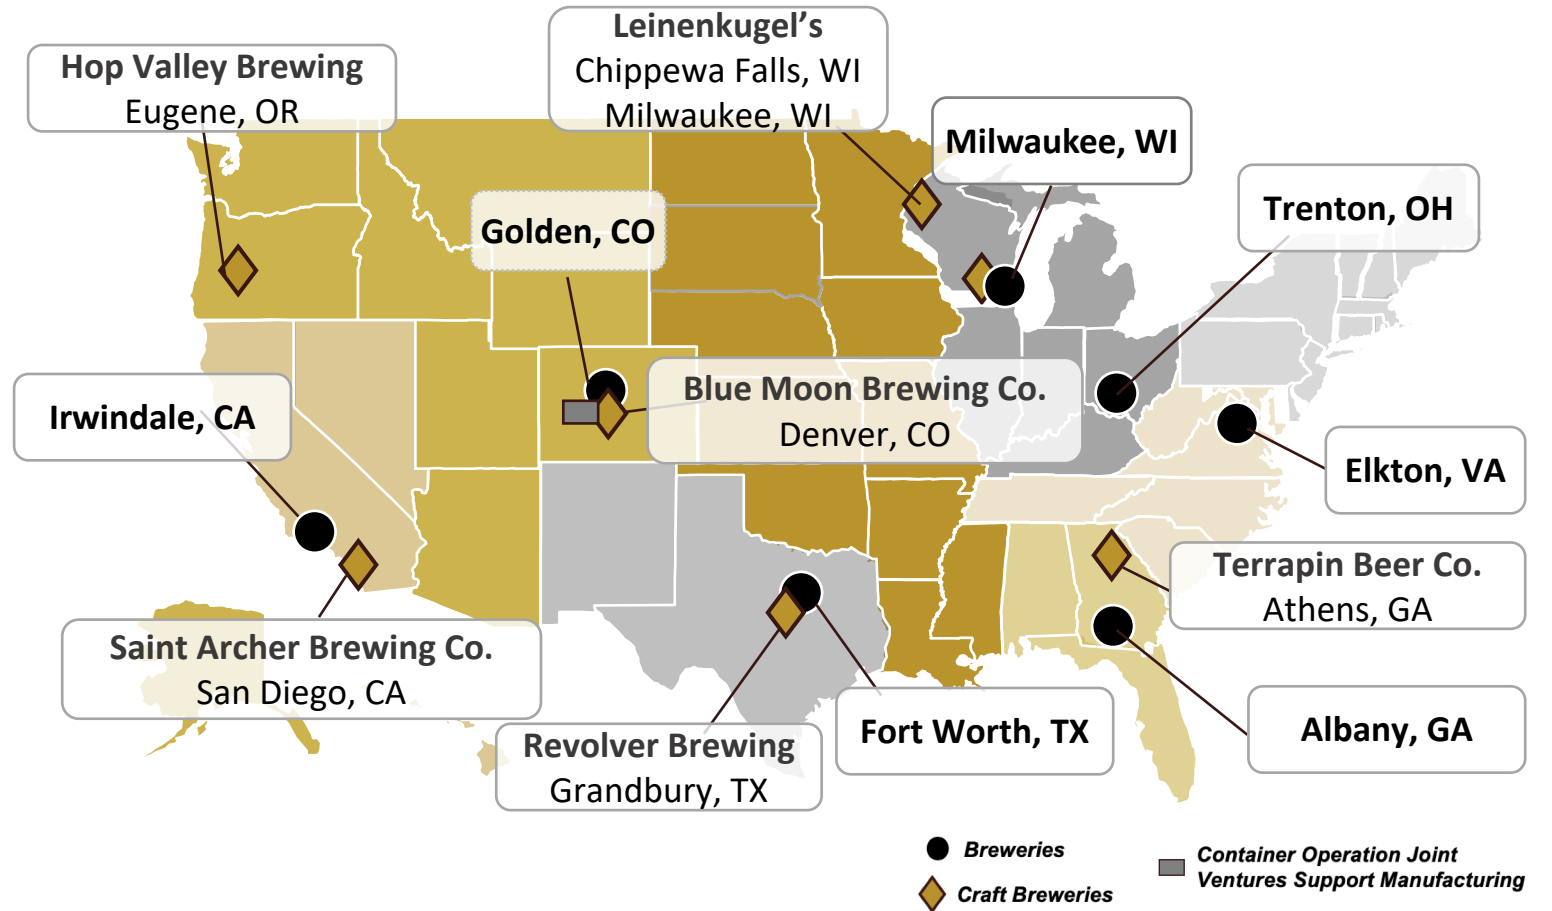 Leinenkugel’s
Chippewa Falls, WI
Milwaukee, WI
Hop Valley Brewing
Eugene, OR
Milwaukee, WI
Trenton, OH
Golden, CO
Irwindale, CA
Blue Moon Brewing Co.
Denver, CO
Elkton, VA
Terrapin Beer Co.
Athens, GA
Saint Archer Brewing Co.
San Diego, CA
Revolver Brewing
Grandbury, TX
Fort Worth, TX
Albany, GA
Breweries
Craft Breweries
Container Operation Joint
Ventures Support Manufacturing